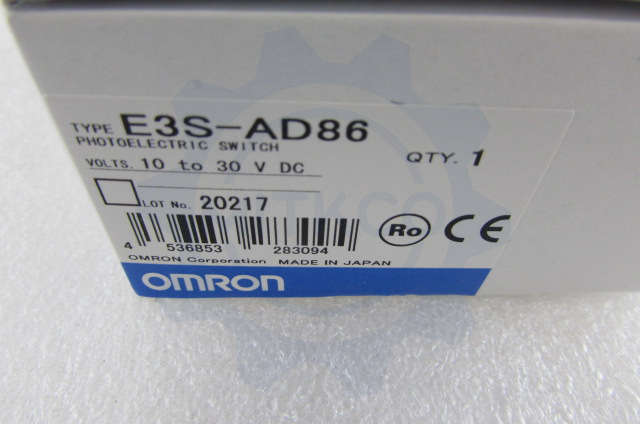 TYPE E3S-AD86
PHOTOELECTRIC SWITCH
VOLTS. 10 to 30 V DC
QTY. 1
LOT No. 20217
4 536853 283094
Ro CE
OMRON Corporation MADE IN JAPAN
OMRON